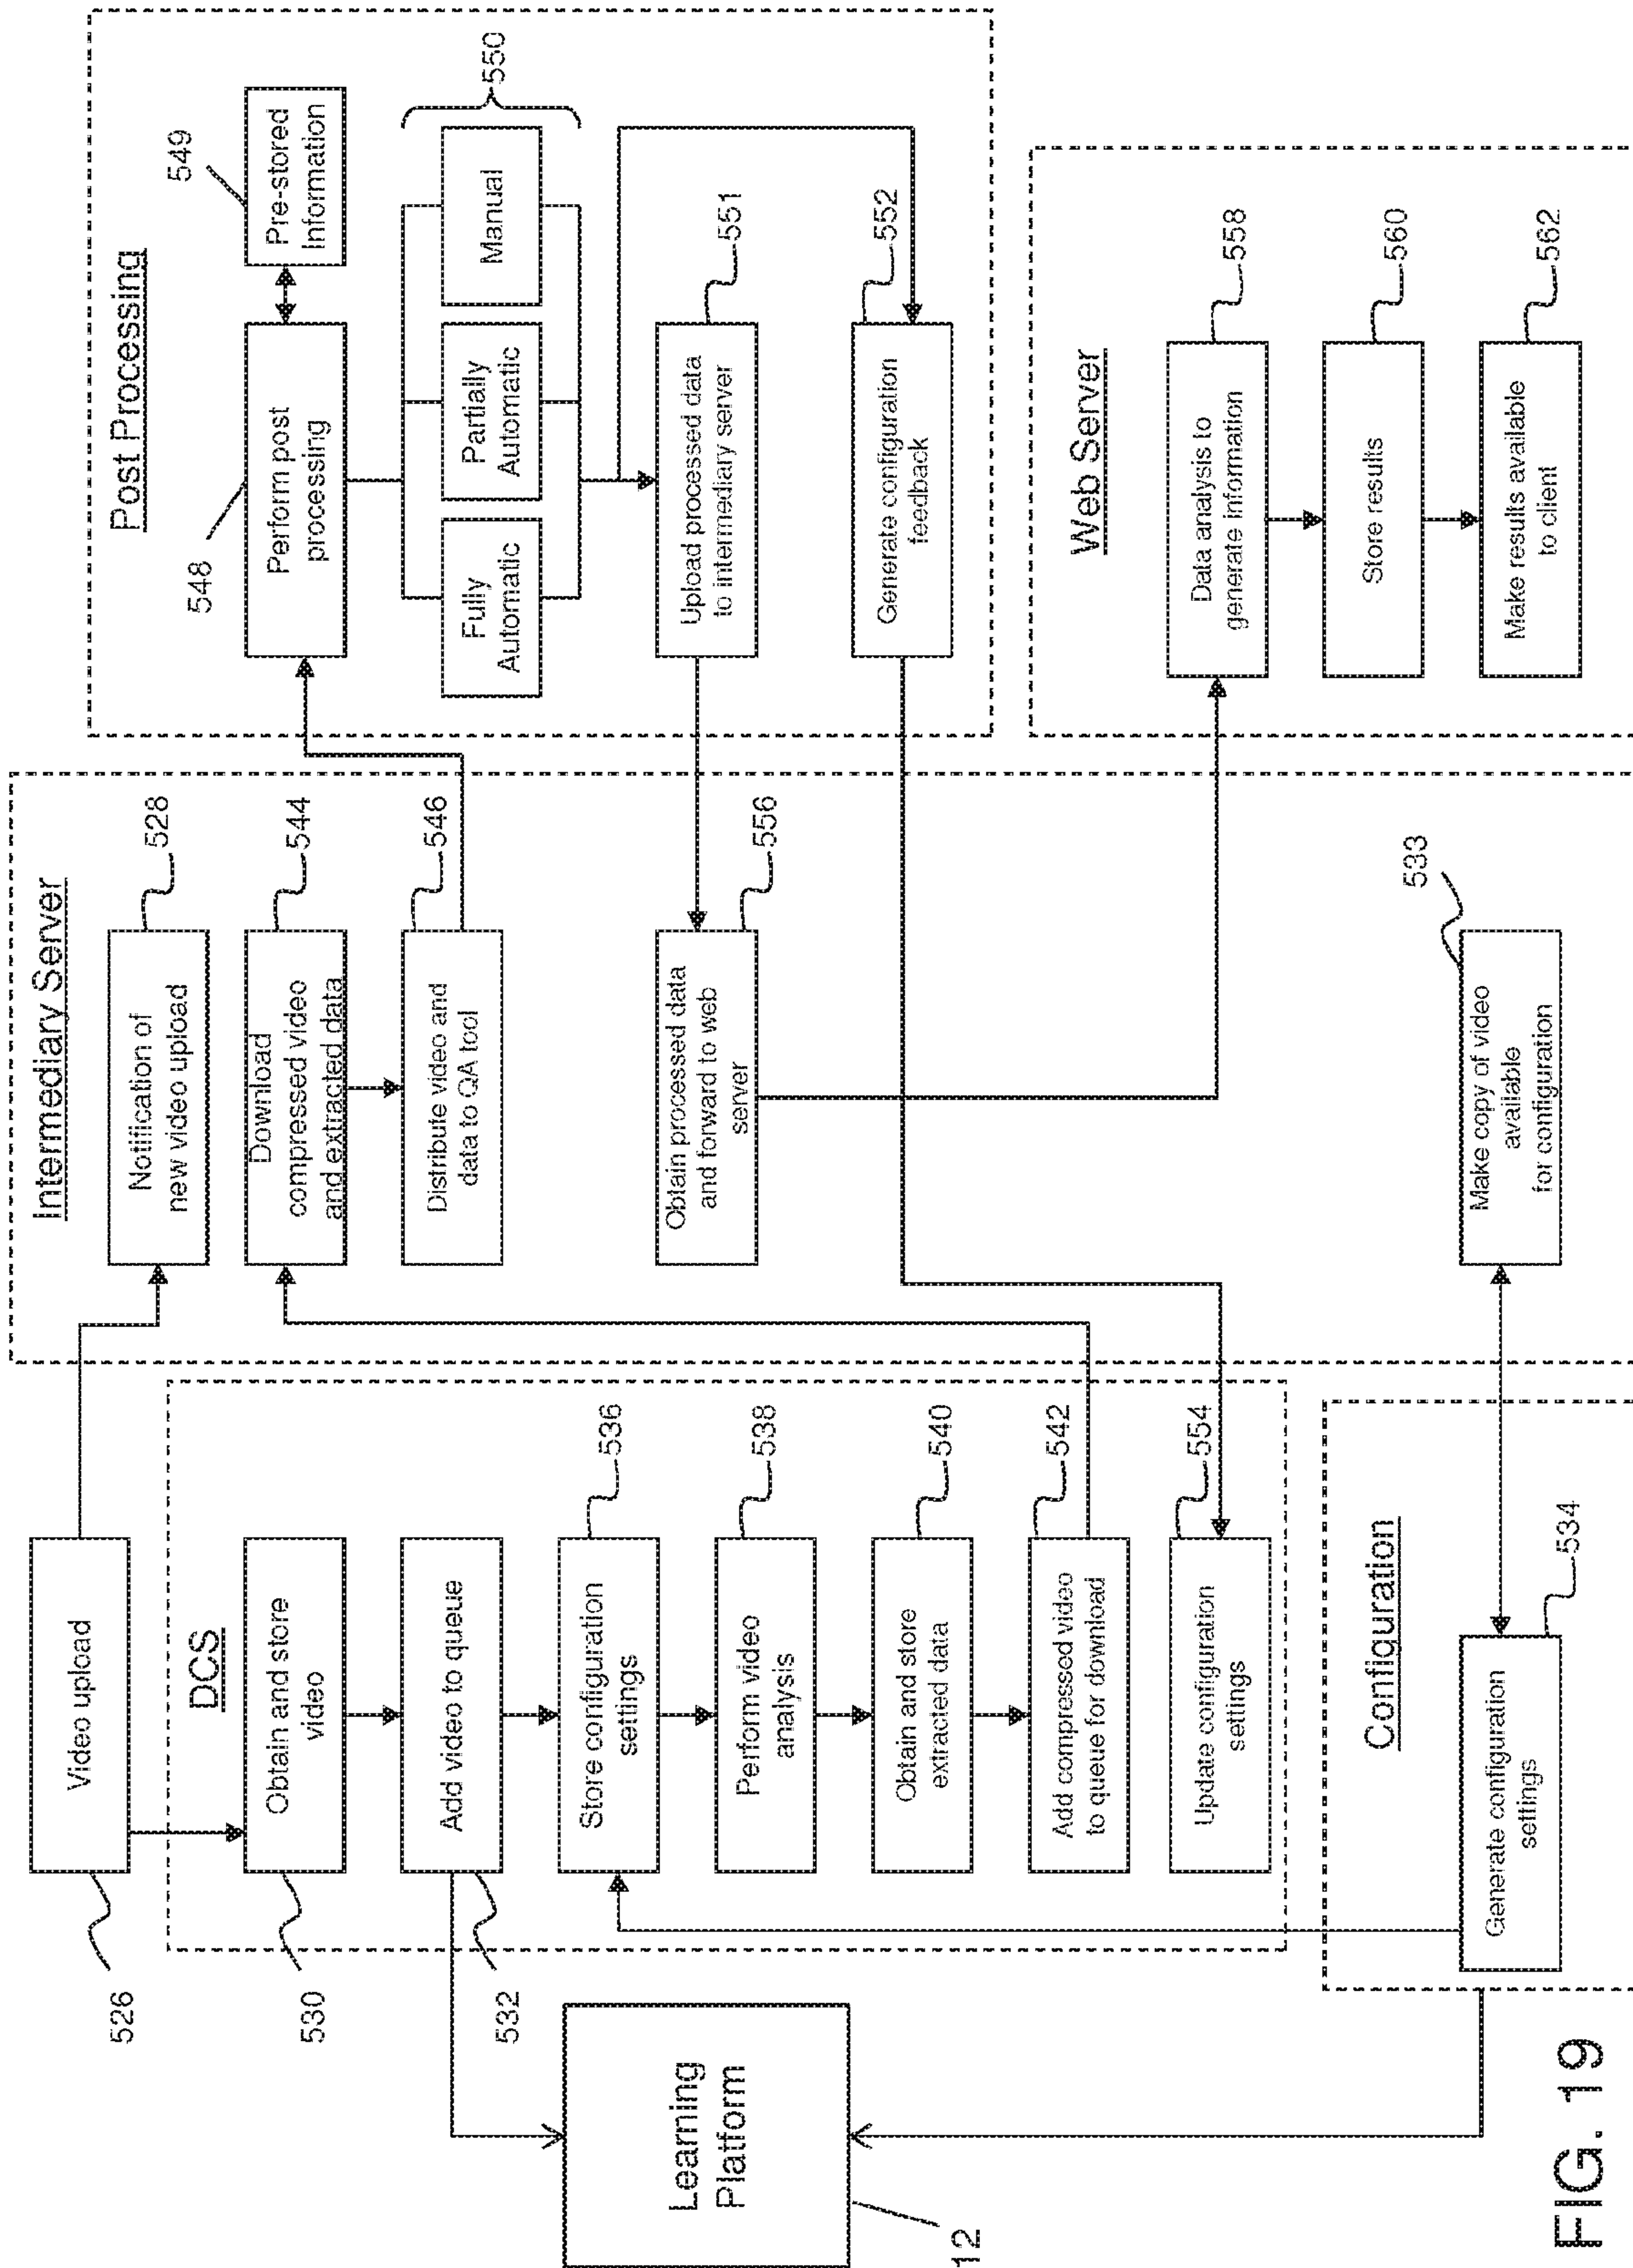 Video upload
526
DCS
Obtain and store
video
530
Add video to queue
532
Store configuration
settings
536
Perform video
analysis
538
Obtain and store
extracted data
540
Add compressed video
to queue for download
542
Update configuration
settings
554
Learning
Platform
12
Configuration
Generate configuration
settings
534
Intermediary Server
Notification of
new video upload
528
Download
compressed video
and extracted data
544
Distribute video and
data to QA tool
546
Obtain processed data
and forward to web
server
556
Make copy of video
available
for configuration
533
Post Processing
Perform post
processing
548
Pre-stored
Information
549
Fully
Automatic
Partially
Automatic
Manual
550
Upload processed data
to intermediary server
551
Generate configuration
feedback
552
Web Server
Data analysis to
generate information
558
Store results
560
Make results available
to client
562
FIG. 19